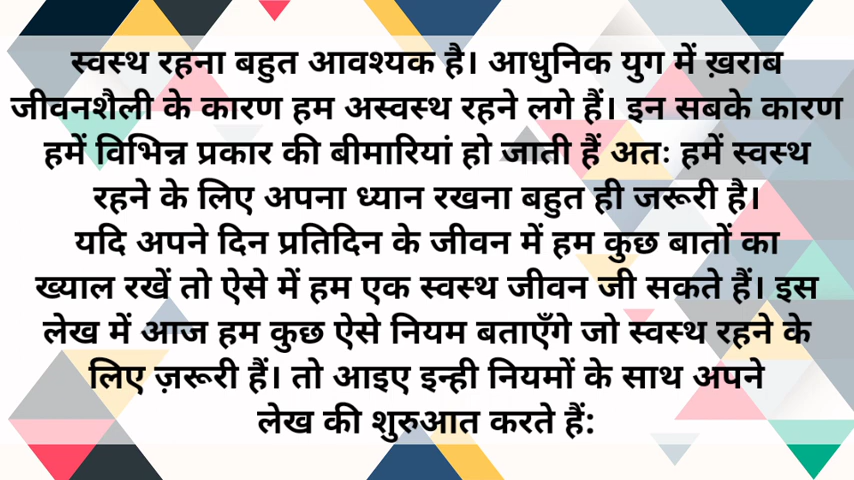 स्वस्थ रहना बहुत आवश्यक है। आधुनिक युग में ख़राब
जीवनशैली के कारण हम अस्वस्थ रहने लगे हैं। इन सबके कारण
हमें विभिन्न प्रकार की बीमारियां हो जाती हैं अतः हमें स्वस्थ
रहने के लिए अपना ध्यान रखना बहुत ही जरूरी है।
यदि अपने दिन प्रतिदिन के जीवन में हम कुछ बातों का
ख्याल रखें तो ऐसे में हम एक स्वस्थ जीवन जी सकते हैं। इस
लेख में आज हम कुछ ऐसे नियम बताएँगे जो स्वस्थ रहने के
लिए ज़रूरी हैं। तो आइए इन्ही नियमों के साथ अपने
लेख की शुरुआत करते हैं: